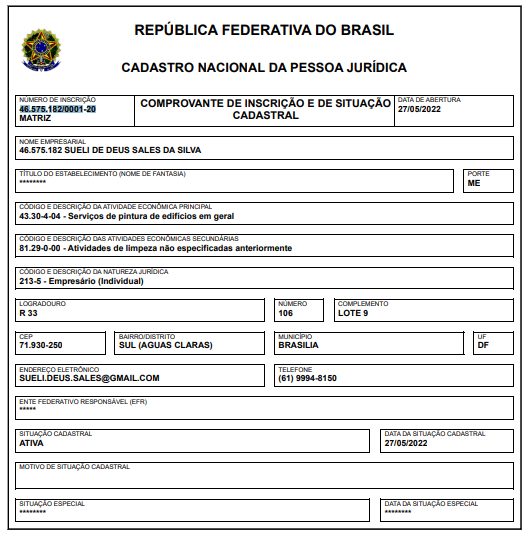 REPÚBLICA FEDERATIVA DO BRASIL
CADASTRO NACIONAL DA PESSOA JURÍDICA
NÚMERO DE INSCRIÇÃO
46.575.182/0001-20
MATRIZ
COMPROVANTE DE INSCRIÇÃO E DE SITUAÇÃO
CADASTRAL
DATA DE ABERTURA
27/05/2022
NOME EMPRESARIAL
46.575.182 SUELI DE DEUS SALES DA SILVA
TÍTULO DO ESTABELECIMENTO (NOME DE FANTASIA)
********
PORTE
ME
CÓDIGO E DESCRIÇÃO DA ATIVIDADE ECONÔMICA PRINCIPAL
43.30-4-04 - Serviços de pintura de edifícios em geral
CÓDIGO E DESCRIÇÃO DAS ATIVIDADES ECONÔMICAS SECUNDÁRIAS
81.29-0-00 - Atividades de limpeza não especificadas anteriormente
CÓDIGO E DESCRIÇÃO DA NATUREZA JURÍDICA
213-5 - Empresário (Individual)
LOGRADOURO
R 33
NÚMERO
106
COMPLEMENTO
LOTE 9
CEP
71.930-250
BAIRRO/DISTRITO
SUL (AGUAS CLARAS)
MUNICÍPIO
BRASILIA
UF
DF
ENDEREÇO ELETRÔNICO
SUELI.DEUS.SALES@GMAIL.COM
TELEFONE
(61) 9994-8150
ENTE FEDERATIVO RESPONSÁVEL (EFR)
*****
SITUAÇÃO CADASTRAL
ATIVA
DATA DA SITUAÇÃO CADASTRAL
27/05/2022
MOTIVO DE SITUAÇÃO CADASTRAL
SITUAÇÃO ESPECIAL
********
DATA DA SITUAÇÃO ESPECIAL
********